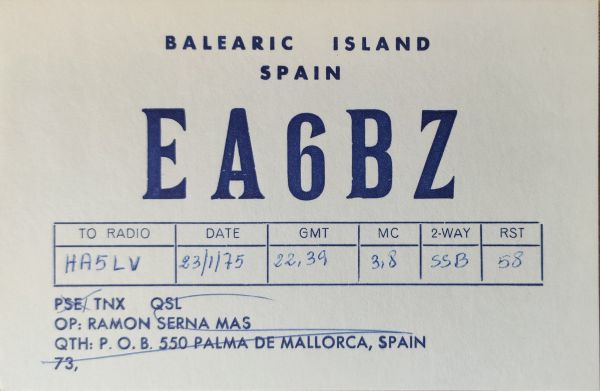 BALEARIC ISLAND
SPAIN
EA6BZ
TO RADIO DATE GMT MC 2-WAY RST
HA5LV 23/1/75 22,39 3,8 SSB 58
PSE TNX QSL
OP: RAMON SERNA MAS
QTH: P. O. B. 550 PALMA DE MALLORCA, SPAIN
73,